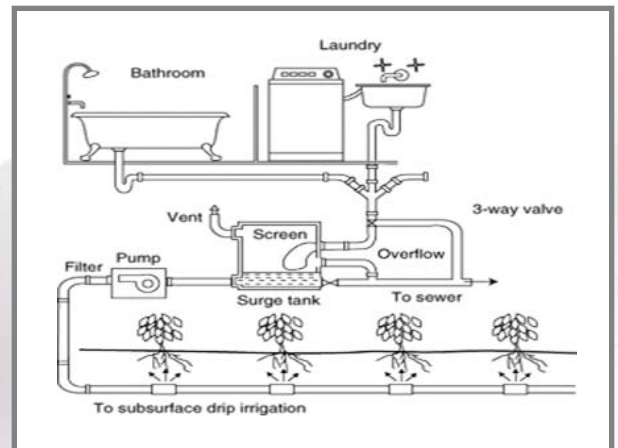 Laundry
Bathroom
3-way valve
Vent
Screen
Overflow
Filter
Pump
Surge tank
To sewer
To subsurface drip irrigation